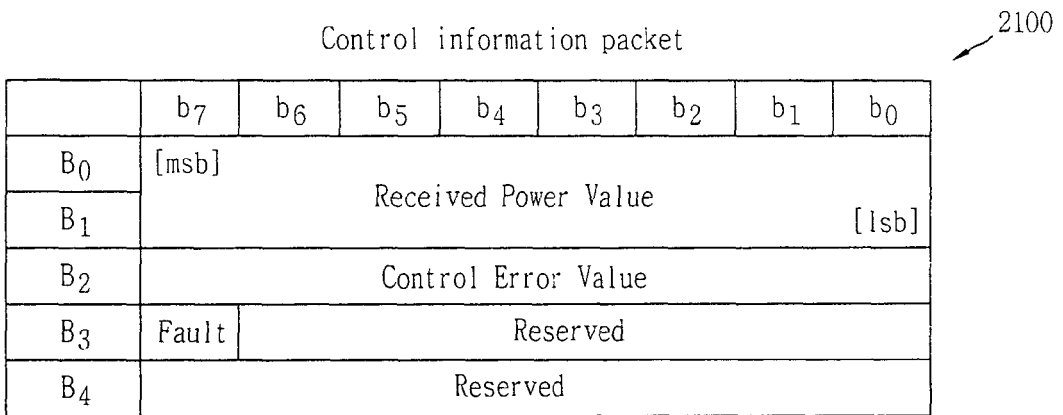 2100
Control information packet
b7 b6 b5 b4 b3 b2 b1 b0
B0 [msb]
Received Power Value
B1 [lsb]
B2 Control Error Value
B3 Fault Reserved
B4 Reserved